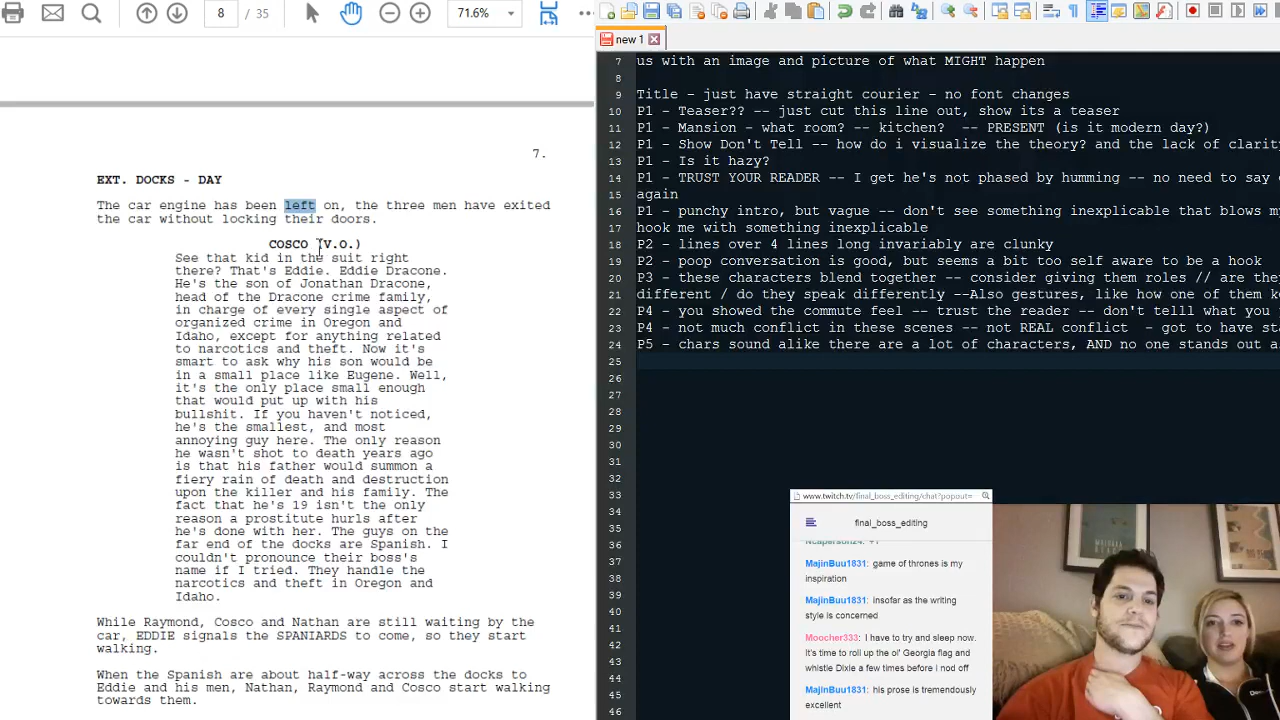 8 / 35
71.6%
7.
EXT. DOCKS - DAY
The car engine has been left on, the three men have exited
the car without locking their doors.
COSCO (V.O.)
See that kid in the suit right
there? That's Eddie. Eddie Dracone.
He's the son of Jonathan Dracone,
head of the Dracone crime family,
in charge of every single aspect of
organized crime in Oregon and
Idaho, except for anything related
to narcotics and theft. Now it's
smart to ask why his son would be
in a small place like Eugene. Well,
it's the only place small enough
that would put up with his
bullshit. If you haven't noticed,
he's the smallest, and most
annoying guy here. The only reason
he wasn't shot to death years ago
is that his father would summon a
fiery rain of death and destruction
upon the killer and his family. The
fact that he's 19 isn't the only
reason a prostitute hurls after
he's done with her. The guys on the
far end of the docks are Spanish. I
couldn't pronounce their boss's
name if I tried. They handle the
narcotics and theft in Oregon and
Idaho.
While Raymond, Cosco and Nathan are still waiting by the
car, EDDIE signals the SPANIARDS to come, so they start
walking.
When the Spanish are about half-way across the docks to
Eddie and his men, Nathan, Raymond and Cosco start walking
towards them.
new 1
7 us with an image and picture of what MIGHT happen
8
9 Title - just have straight courier - no font changes
10 P1 - Teaser?? -- just cut this line out, show its a teaser
11 P1 - Mansion - what room? -- kitchen?  -- PRESENT (is it modern day?)
12 P1 - Show Don't Tell -- how do i visualize the theory? and the lack of clarity
13 P1 - Is it hazy?
14 P1 - TRUST YOUR READER -- I get he's not phased by humming -- no need to say
15 again
16 P1 - punchy intro, but vague -- don't see something inexplicable that blows my
17 hook me with something inexplicable
18 P2 - lines over 4 lines long invariably are clunky
19 P2 - poop conversation is good, but seems a bit too self aware to be a hook
20 P3 - these characters blend together -- consider giving them roles // are they
21 different / do they speak differently --Also gestures, like how one of them
22 P4 - you showed the commute feel -- trust the reader -- don't telll what you
23 P4 - not much conflict in these scenes -- not REAL conflict  - got to have
24 P5 - chars sound alike there are a lot of characters, AND no one stands out
25
26
27
28
29
30
31
32
33
34
35
36
37
38
39
40
41
42
43
44
45
46
www.twitch.tv/final_boss_editing/chat?popout=
final_boss_editing
MajinBuu1831: game of thrones is my
inspiration
MajinBuu1831: insofar as the writing
style is concerned
Moocher333: I have to try and sleep now.
It's time to roll up the ol' Georgia flag and
whistle Dixie a few times before I nod off
MajinBuu1831: his prose is tremendously
excellent